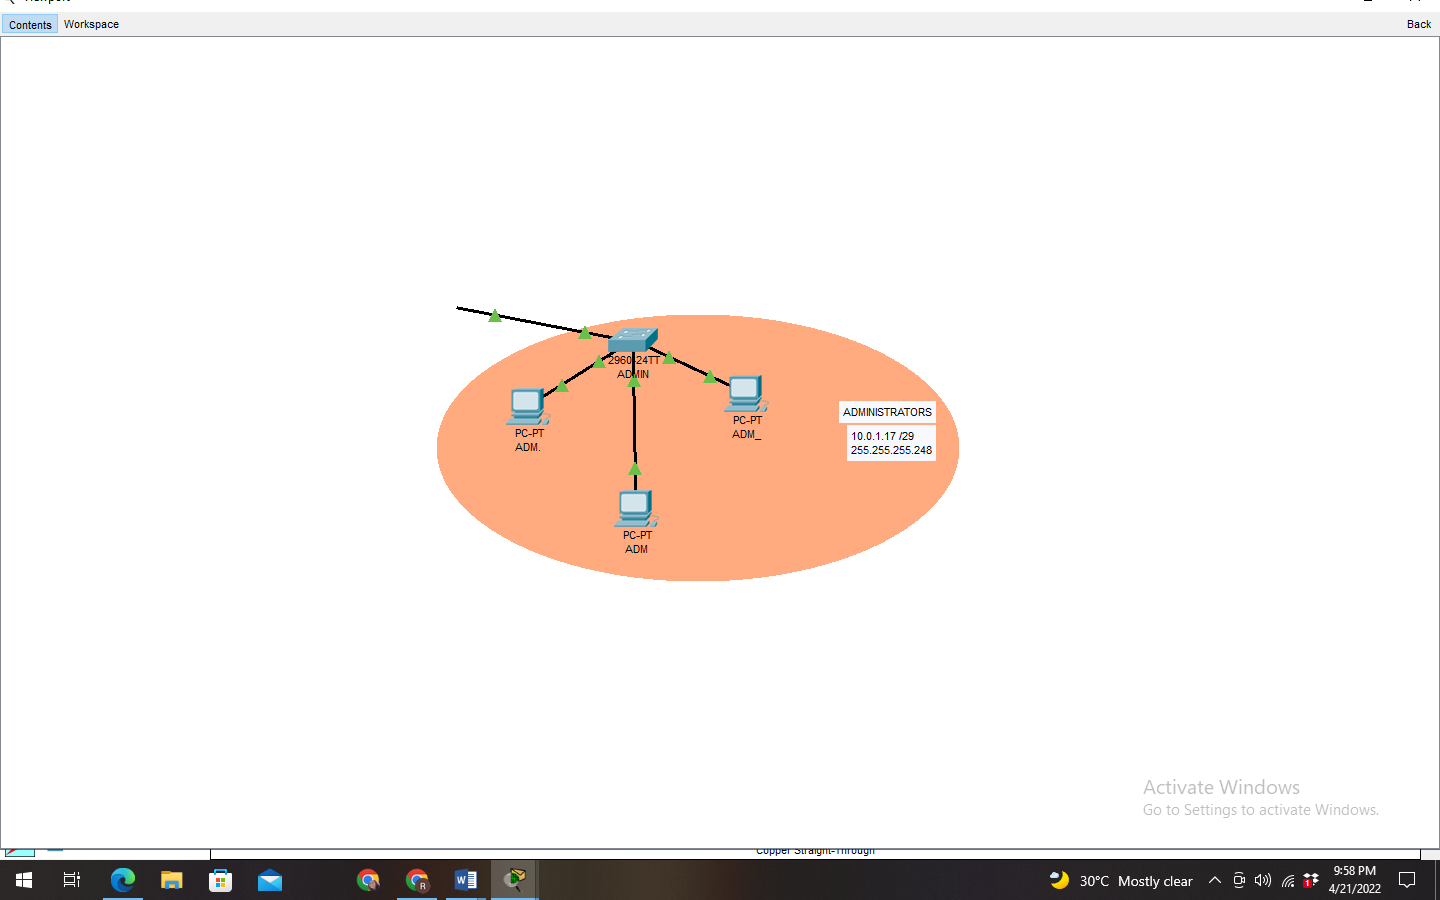 Contents Workspace Back
2960-24TT
ADMIN
PC-PT
ADM.
PC-PT
ADM_
ADMINISTRATORS
10.0.1.17 /29
255.255.255.248
PC-PT
ADM
Activate Windows
Go to Settings to activate Windows.
Copper Straight-Through
30°C Mostly clear
9:58 PM
4/21/2022